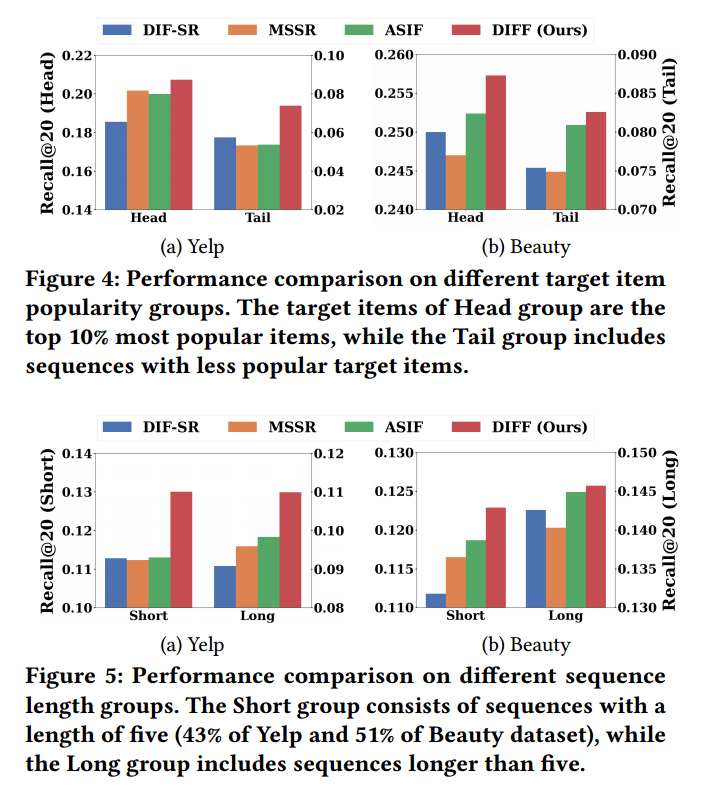 DIF-SR MSSR ASIF DIFF (Ours)
Recall@20 (Head)
0.22
0.20
0.18
0.16
0.14
0.10
0.08
0.06
0.04
0.02
Head Tail
(a) Yelp
0.260
0.255
0.250
0.245
0.240
0.090
0.085
0.080
0.075
0.070
Recall@20 (Tail)
Head Tail
(b) Beauty
Figure 4: Performance comparison on different target item
popularity groups. The target items of Head group are the
top 10% most popular items, while the Tail group includes
sequences with less popular target items.
DIF-SR MSSR ASIF DIFF (Ours)
Recall@20 (Short)
0.14
0.13
0.12
0.11
0.10
0.12
0.11
0.10
0.09
0.08
Short Long
(a) Yelp
0.130
0.125
0.120
0.115
0.110
0.150
0.145
0.140
0.135
0.130
Recall@20 (Long)
Short Long
(b) Beauty
Figure 5: Performance comparison on different sequence
length groups. The Short group consists of sequences with a
length of five (43% of Yelp and 51% of Beauty dataset), while
the Long group includes sequences longer than five.